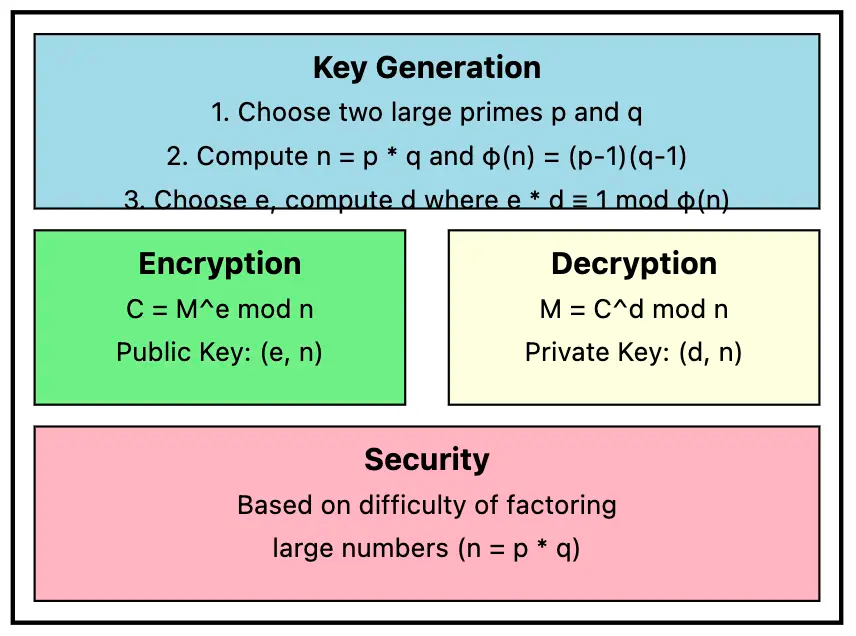 Key Generation
1. Choose two large primes p and q
2. Compute n = p * q and φ(n) = (p-1)(q-1)
3. Choose e, compute d where e * d ≡ 1 mod φ(n)
Encryption
C = M^e mod n
Public Key: (e, n)
Decryption
M = C^d mod n
Private Key: (d, n)
Security
Based on difficulty of factoring
large numbers (n = p * q)